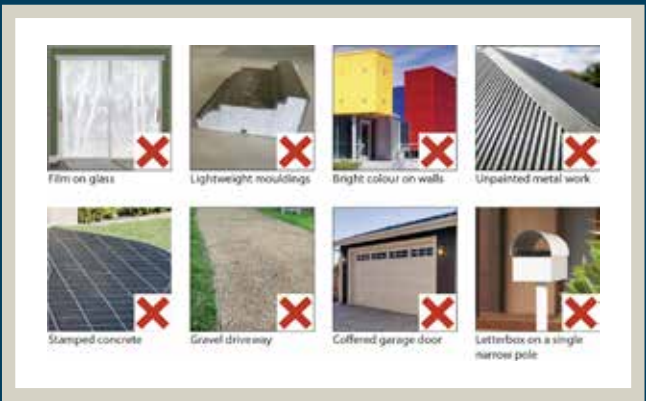 Film on glass
Lightweight mouldings
Bright colour on walls
Unpainted metal work
Stamped concrete
Gravel driveway
Coffered garage door
Letterbox on a single
narrow pole